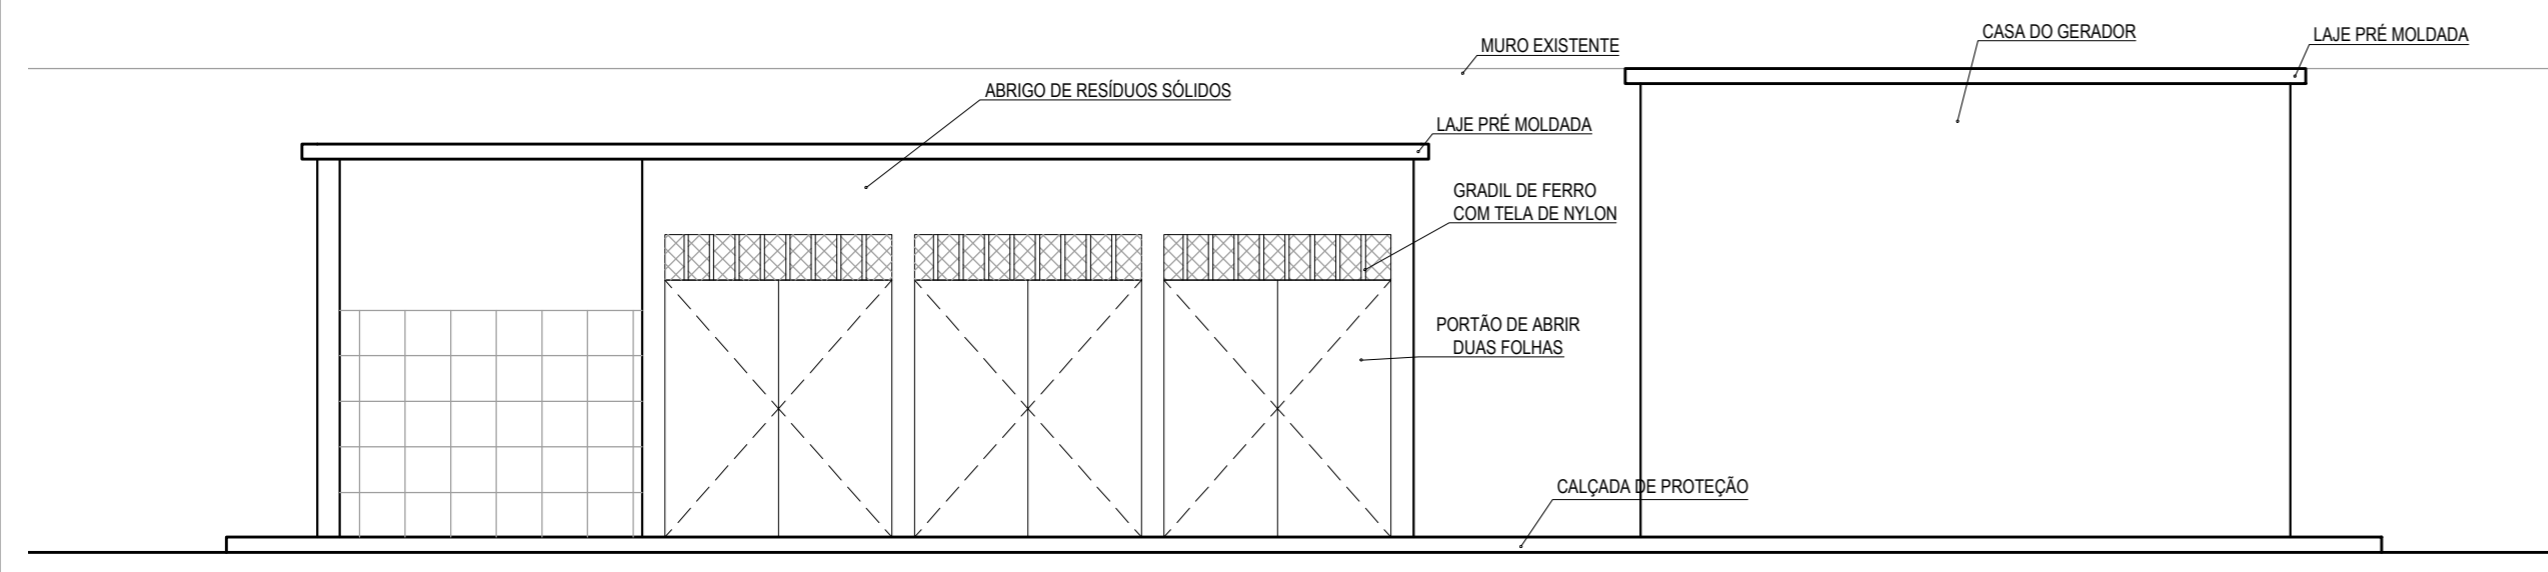 CASA DO GERADOR
LAJE PRÉ MOLDADA
MURO EXISTENTE
ABRIGO DE RESÍDUOS SÓLIDOS
LAJE PRÉ MOLDADA
GRADIL DE FERRO
COM TELA DE NYLON
PORTÃO DE ABRIR
DUAS FOLHAS
CALÇADA DE PROTEÇÃO